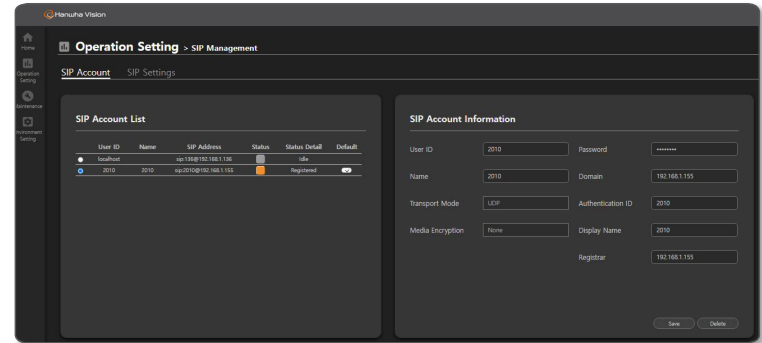 Hanwha Vision
Home
Operation Setting > SIP Management
Operation
Setting
SIP Account SIP Settings
Maintenance
Environment
Setting
SIP Account List
User ID Name SIP Address Status Status Detail Default
localhost sip:136@192.168.1.136 Idle
2010 2010 sip:2010@192.168.1.155 Registered
SIP Account Information
User ID 2010 Password ••••••••
Name 2010 Domain 192.168.1.155
Transport Mode UDP Authentication ID 2010
Media Encryption None Display Name 2010
Registrar 192.168.1.155
Save Delete